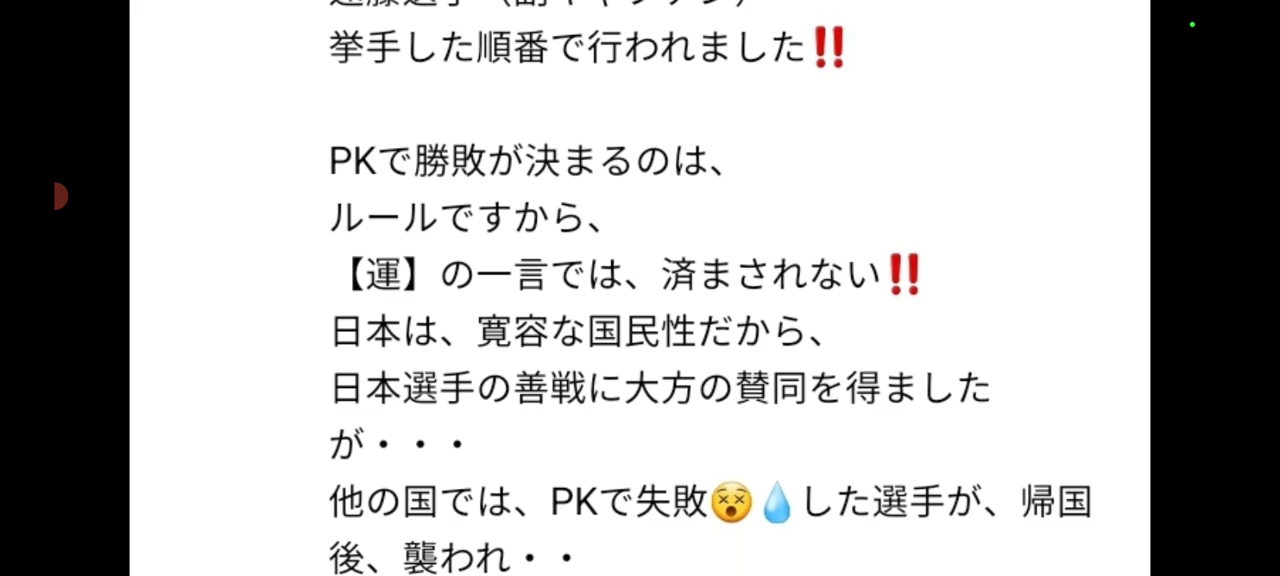 挙手した順番で行われました‼️
PKで勝敗が決まるのは、
ルールですから、
【運】の一言では、済まされない‼️
日本は、寛容な国民性だから、
日本選手の善戦に大方の賛同を得ました
が・・・
他の国では、PKで失敗😵💧した選手が、帰国
後、襲われ・・